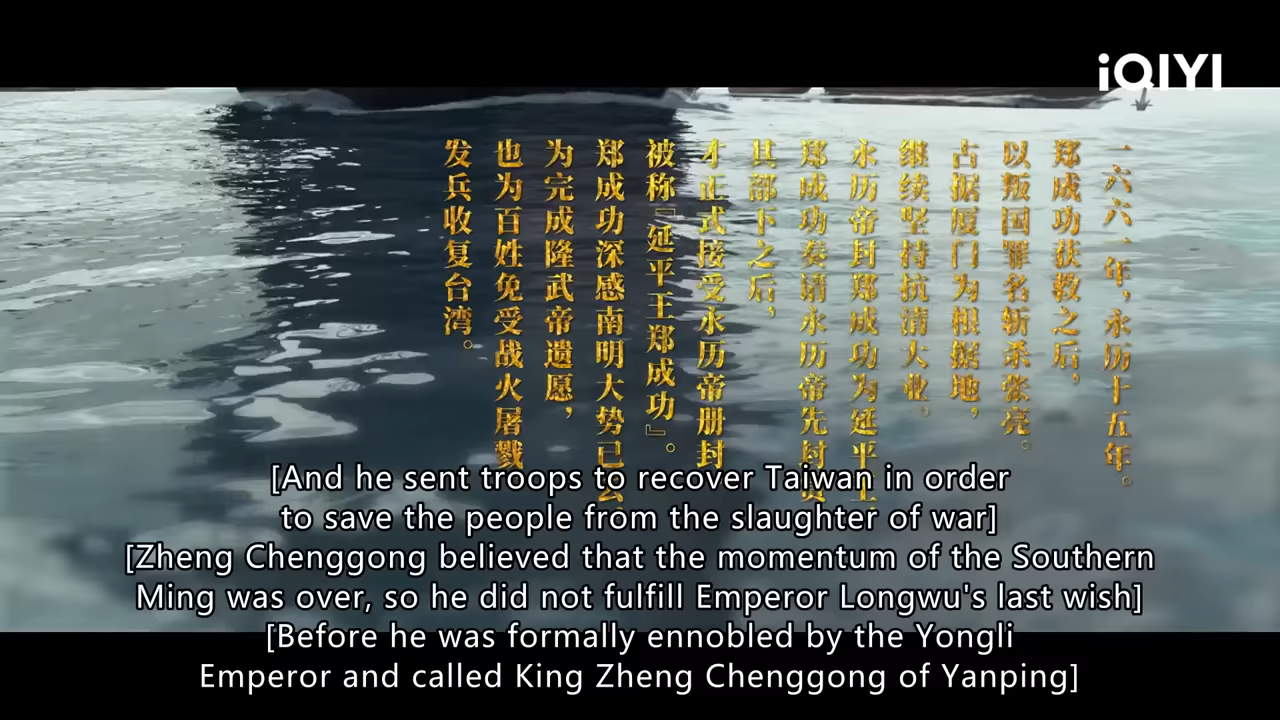 iQIYI
一六六一年，永历十五年。
郑成功获救之后，
以叛国罪名斩杀张亮。
占据厦门为根据地，
继续坚持抗清大业。
永历帝封郑成功为延平王
郑成功奏请永历帝先封赏
其部下之后，
才正式接受永历帝册封
被称『延平王郑成功』。
郑成功深感南明大势已去，
为完成隆武帝遗愿，
也为百姓免受战火屠戮
发兵收复台湾。
[And he sent troops to recover Taiwan in order
to save the people from the slaughter of war]
[Zheng Chenggong believed that the momentum of the Southern
Ming was over, so he did not fulfill Emperor Longwu's last wish]
[Before he was formally ennobled by the Yongli
Emperor and called King Zheng Chenggong of Yanping]